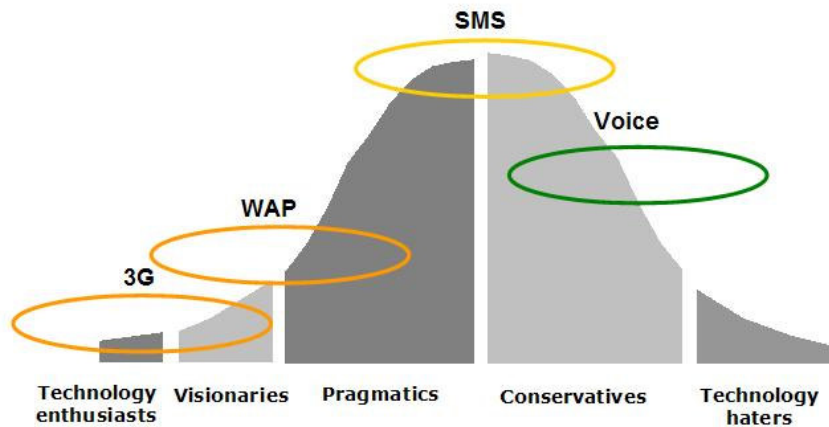 SMS
Voice
WAP
3G
Technology
enthusiasts
Visionaries
Pragmatics
Conservatives
Technology
haters